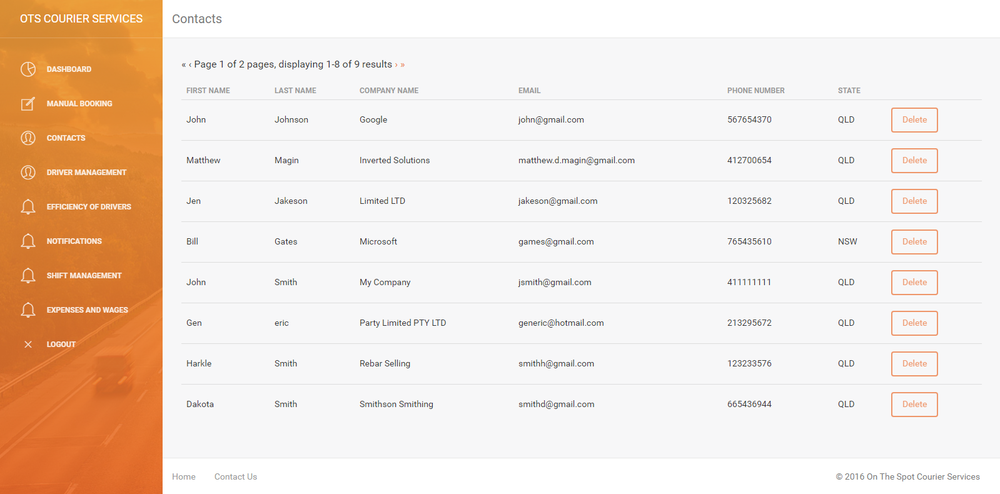 OTS COURIER SERVICES
Contacts
DASHBOARD
MANUAL BOOKING
CONTACTS
DRIVER MANAGEMENT
EFFICIENCY OF DRIVERS
NOTIFICATIONS
SHIFT MANAGEMENT
EXPENSES AND WAGES
LOGOUT
« ‹ Page 1 of 2 pages, displaying 1-8 of 9 results › »
FIRST NAME LAST NAME COMPANY NAME EMAIL PHONE NUMBER STATE
John Johnson Google john@gmail.com 567654370 QLD Delete
Matthew Magin Inverted Solutions matthew.d.magin@gmail.com 412700654 QLD Delete
Jen Jakeson Limited LTD jakeson@gmail.com 120325682 QLD Delete
Bill Gates Microsoft games@gmail.com 765435610 NSW Delete
John Smith My Company jsmith@gmail.com 411111111 QLD Delete
Gen eric Party Limited PTY LTD generic@hotmail.com 213295672 QLD Delete
Harkle Smith Rebar Selling smithh@gmail.com 123233576 QLD Delete
Dakota Smith Smithson Smithing smithd@gmail.com 665436944 QLD Delete
Home Contact Us © 2016 On The Spot Courier Services